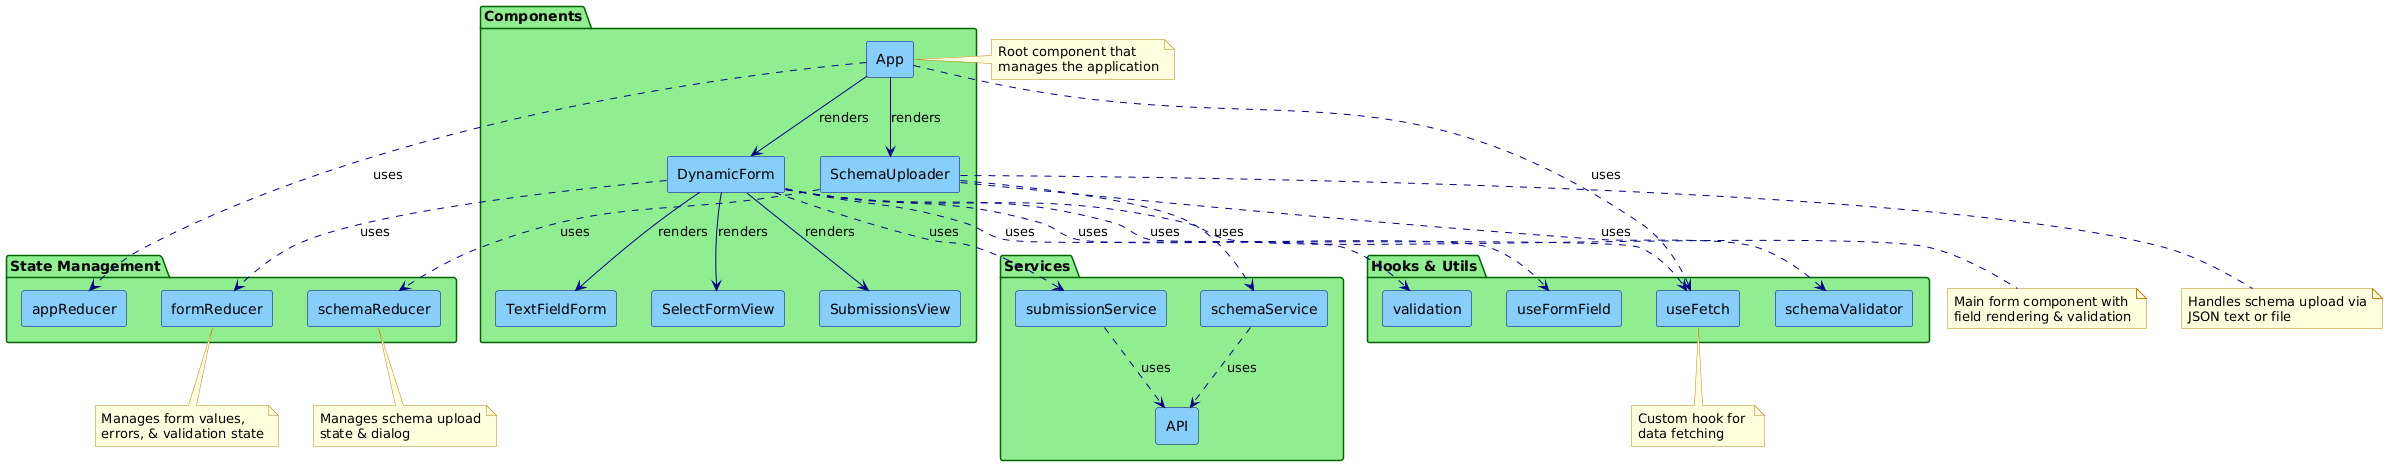 Components
App
Root component that
manages the application
renders
renders
uses
uses
DynamicForm
SchemaUploader
uses
uses
renders
renders
renders
uses
uses
uses
uses
uses
uses
State Management
appReducer
formReducer
schemaReducer
TextFieldForm
SelectFormView
SubmissionsView
Services
submissionService
schemaService
Hooks & Utils
validation
useFormField
useFetch
schemaValidator
Main form component with
field rendering & validation
Handles schema upload via
JSON text or file
uses
uses
Manages form values,
errors, & validation state
Manages schema upload
state & dialog
API
Custom hook for
data fetching